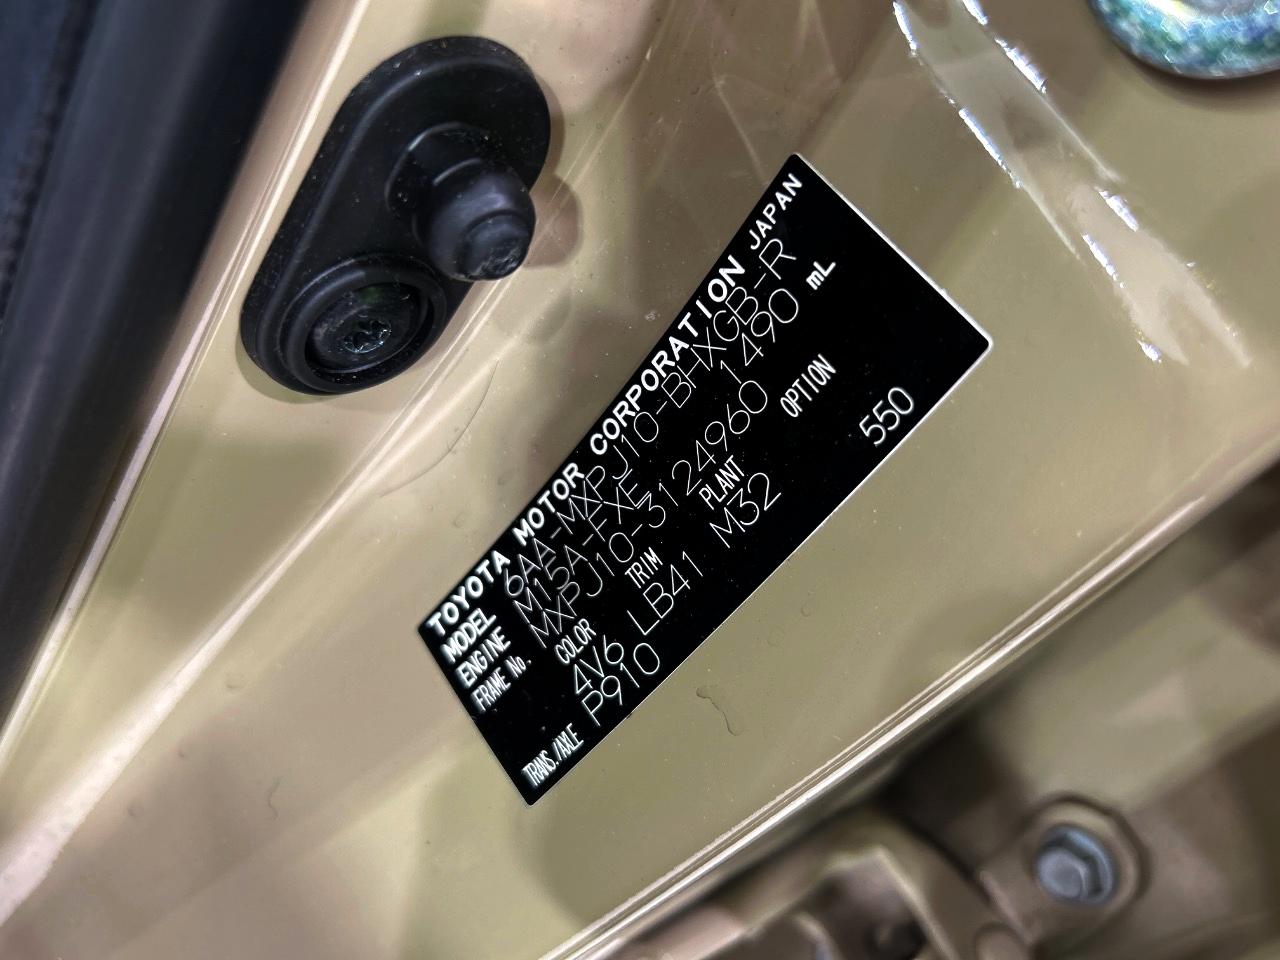 TOYOTA MOTOR CORPORATION JAPAN
MODEL 6AA-MXPJ10-BHXGB-R
ENGINE M15A-FXE 1490 mL
FRAME No. MXPJ10-3124960
COLOR TRIM PLANT OPTION
4V6 LB41 M32 550
TRANS./AXLE P910